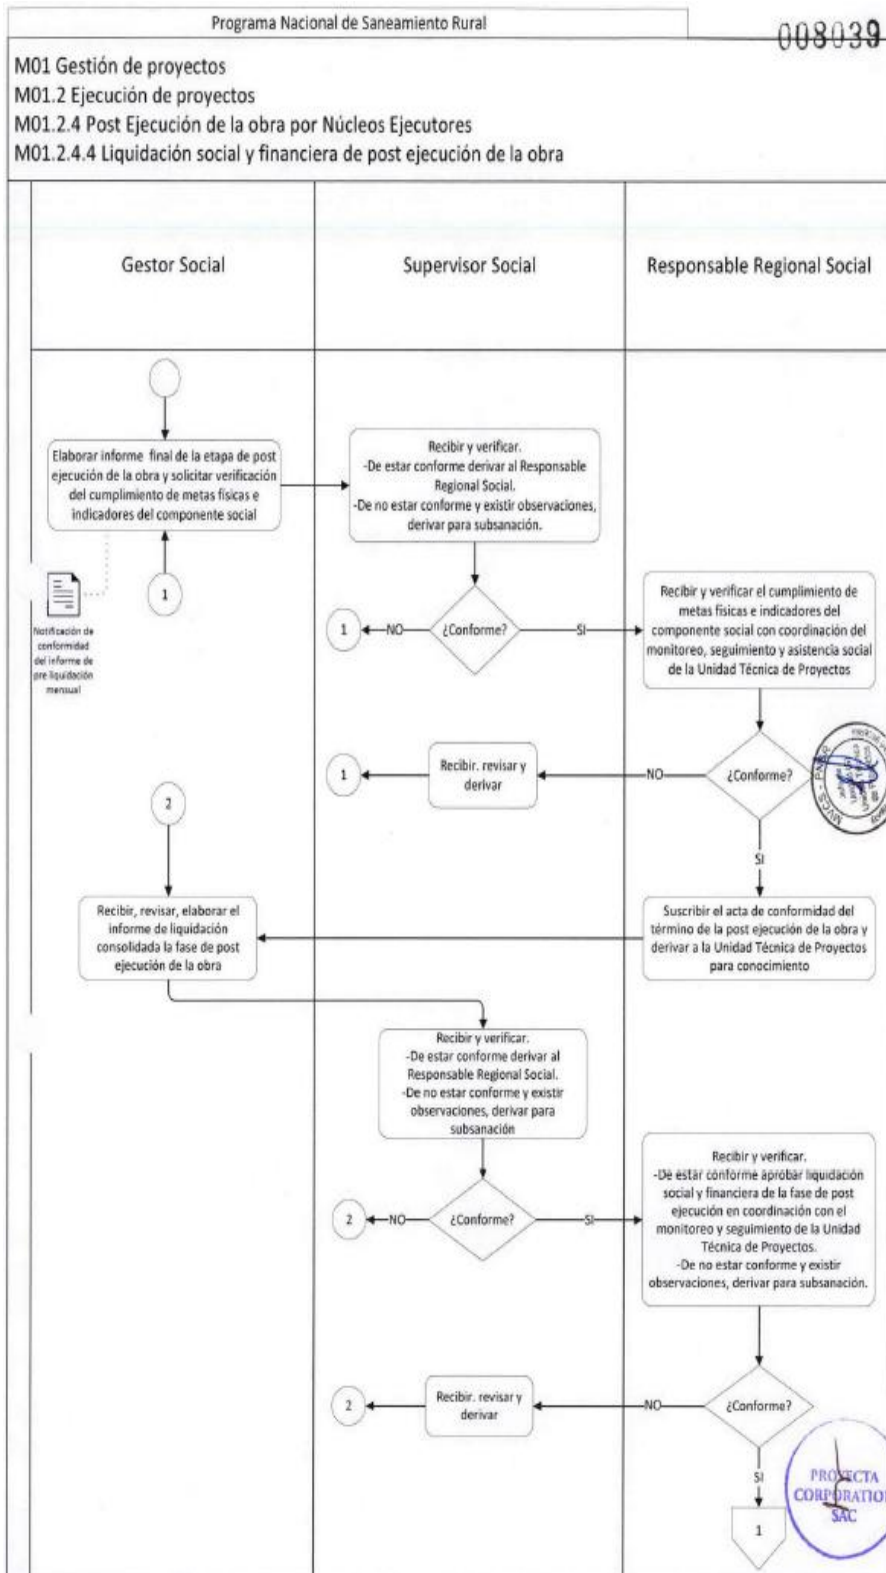 Programa Nacional de Saneamiento Rural
008039
M01 Gestión de proyectos
M01.2 Ejecución de proyectos
M01.2.4 Post Ejecución de la obra por Núcleos Ejecutores
M01.2.4.4 Liquidación social y financiera de post ejecución de la obra
Gestor Social
Supervisor Social
Responsable Regional Social
Elaborar informe final de la etapa de post
ejecución de la obra y solicitar verificación
del cumplimiento de metas físicas e
indicadores del componente social
Recibir y verificar.
-De estar conforme derivar al Responsable
Regional Social.
-De no estar conforme y existir observaciones,
derivar para subsanación.
1
Notificación de
conformidad
del informe de
pre liquidación
mensual
1
NO
¿Conforme?
SI
Recibir y verificar el cumplimiento de
metas físicas e indicadores del
componente social con coordinación del
monitoreo, seguimiento y asistencia social
de la Unidad Técnica de Proyectos
1
Recibir. revisar y
derivar
NO
¿Conforme?
MVCS - PNSR
SI
2
Recibir, revisar, elaborar el
informe de liquidación
consolidada la fase de post
ejecución de la obra
Suscribir el acta de conformidad del
término de la post ejecución de la obra y
derivar a la Unidad Técnica de Proyectos
para conocimiento
Recibir y verificar.
-De estar conforme derivar al
Responsable Regional Social.
-De no estar conforme y existir
observaciones, derivar para
subsanación
2
NO
¿Conforme?
SI
Recibir y verificar.
-De estar conforme aprobar liquidación
social y financiera de la fase de post
ejecución en coordinación con el
monitoreo y seguimiento de la Unidad
Técnica de Proyectos.
-De no estar conforme y existir
observaciones, derivar para subsanación.
2
Recibir. revisar y
derivar
NO
¿Conforme?
SI
1
PROYECTA
CORPORATION
SAC